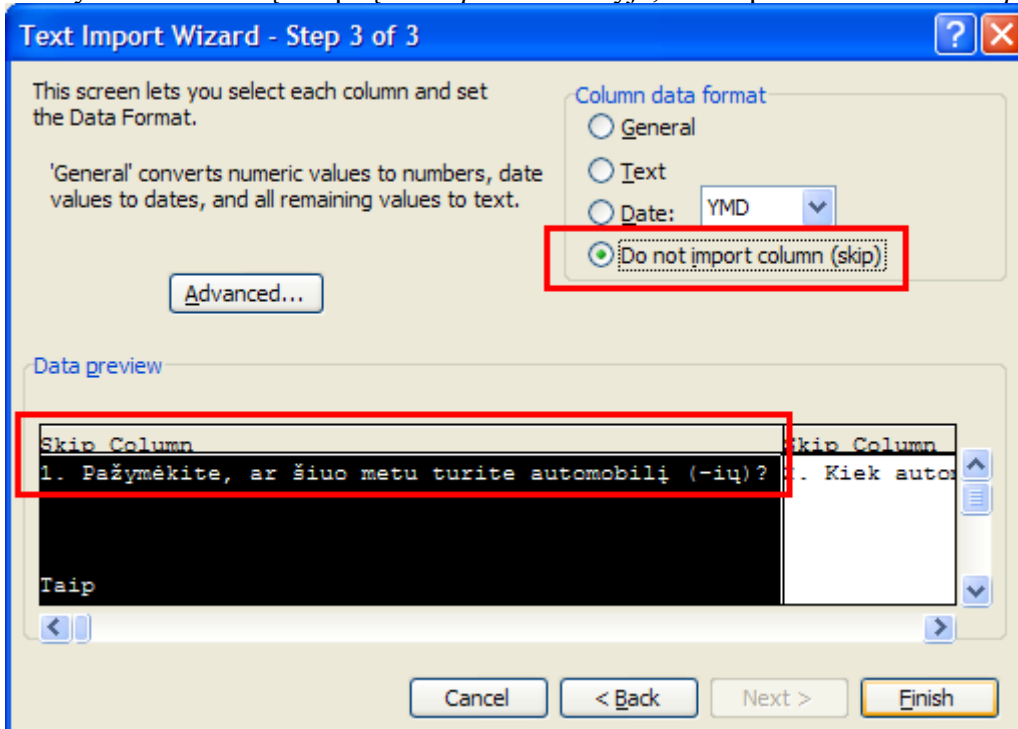 Text Import Wizard - Step 3 of 3
This screen lets you select each column and set
the Data Format.
'General' converts numeric values to numbers, date
values to dates, and all remaining values to text.
Advanced...
Column data format
General
Text
Date: YMD
Do not import column (skip)
Data preview
Skip Column Skip Column
1. Pažymėkite, ar šiuo metu turite automobilį (-ių)? . Kiek auto
Taip
Cancel < Back Next > Finish